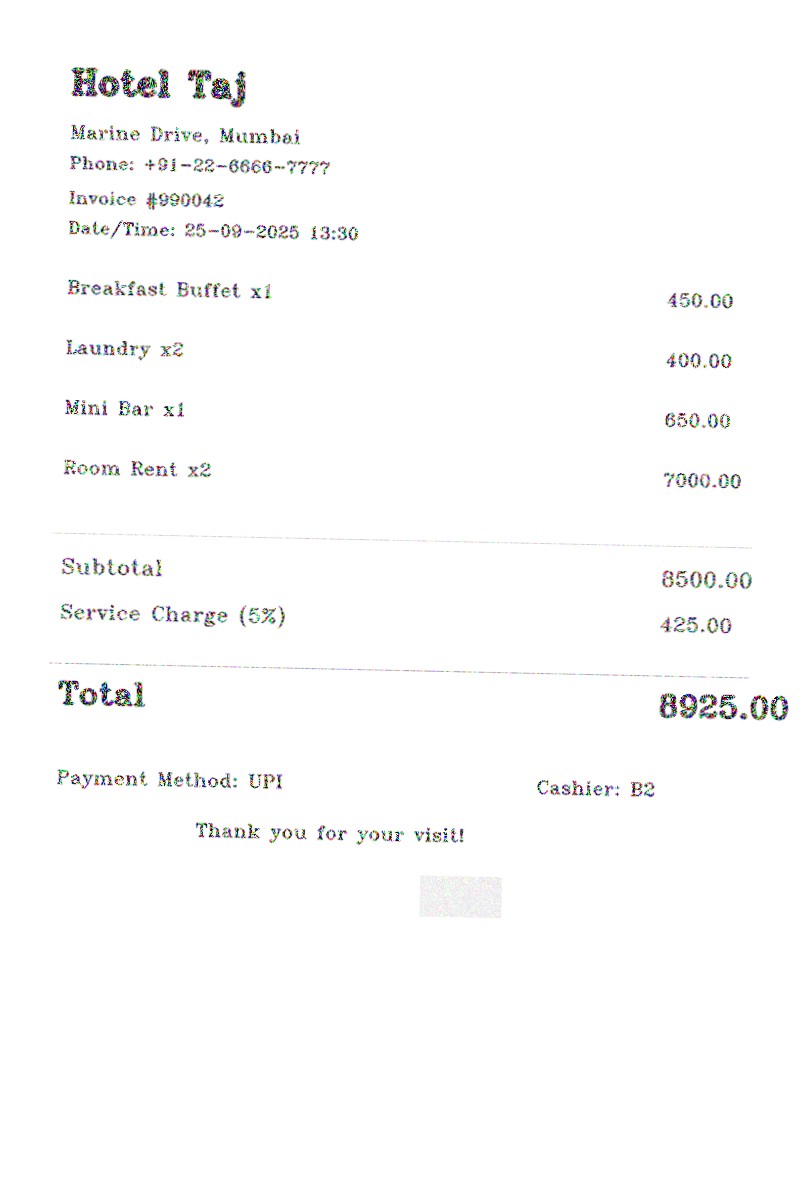 Hotel Taj
Marine Drive, Mumbai
Phone: +91-22-6666-7777
Invoice #990042
Date/Time: 25-09-2025 13:30
Breakfast Buffet x1 450.00
Laundry x2 400.00
Mini Bar x1 650.00
Room Rent x2 7000.00
Subtotal 8500.00
Service Charge (5%) 425.00
Total 8925.00
Payment Method: UPI Cashier: B2
Thank you for your visit!